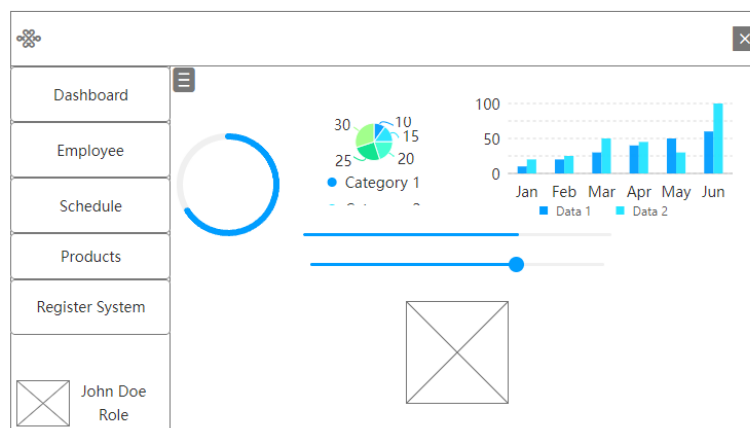 Dashboard
Employee
Schedule
Products
Register System
John Doe
Role
30
10
15
25
20
Category 1
100
50
0
Jan Feb Mar Apr May Jun
Data 1 Data 2